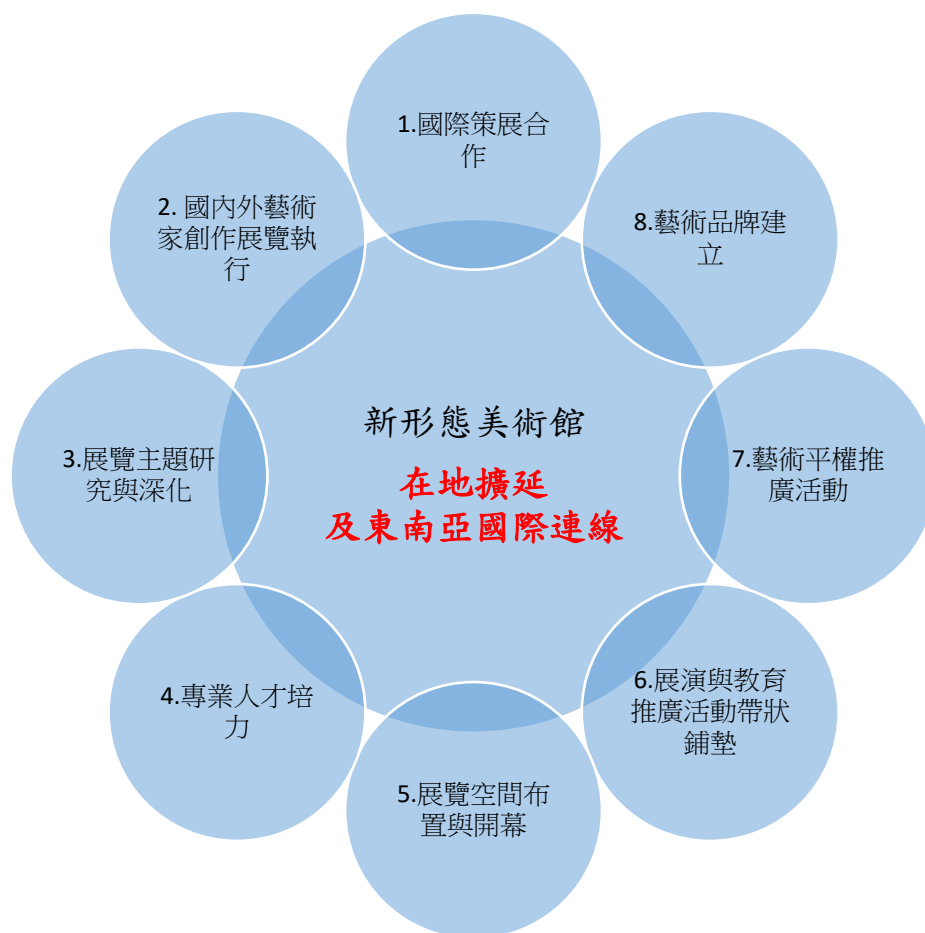 1.國際策展合
作
2. 國內外藝術
家創作展覽執
行
3.展覽主題研
究與深化
4.專業人才培
力
5.展覽空間布
置與開幕
6.展演與教育
推廣活動帶狀
鋪墊
7.藝術平權推
廣活動
8.藝術品牌建
立
新形態美術館
在地擴延
及東南亞國際連線